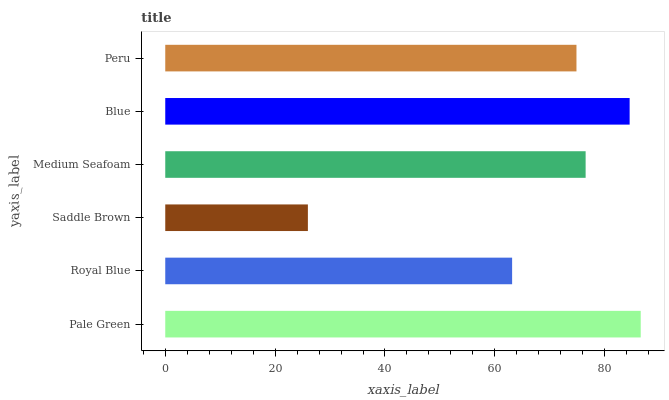 title
Peru
Blue
Medium Seafoam
Saddle Brown
Royal Blue
Pale Green
yaxis_label
0 20 40 60 80
xaxis_label